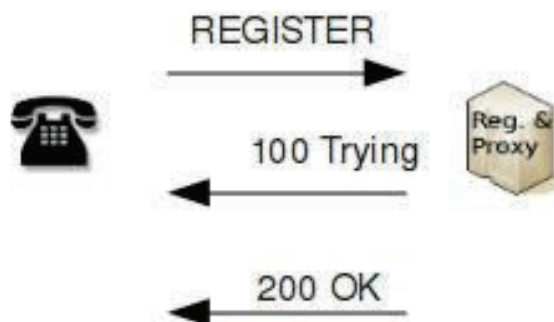 REGISTER
Reg. &
Proxy
100 Trying
200 OK